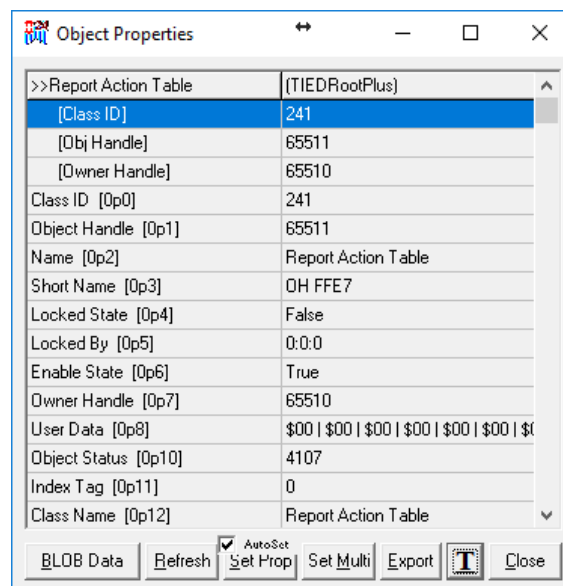 Object Properties
>>Report Action Table (TIEDRootPlus)
[Class ID] 241
[Obj Handle] 65511
[Owner Handle] 65510
Class ID [0p0] 241
Object Handle [0p1] 65511
Name [0p2] Report Action Table
Short Name [0p3] OH FFE7
Locked State [0p4] False
Locked By [0p5] 0:0:0
Enable State [0p6] True
Owner Handle [0p7] 65510
User Data [0p8] $00 | $00 | $00 | $00 | $00 | $00 | $0
Object Status [0p10] 4107
Index Tag [0p11] 0
Class Name [0p12] Report Action Table
AutoSet
BLOB Data Refresh Set Prop Set Multi Export T Close